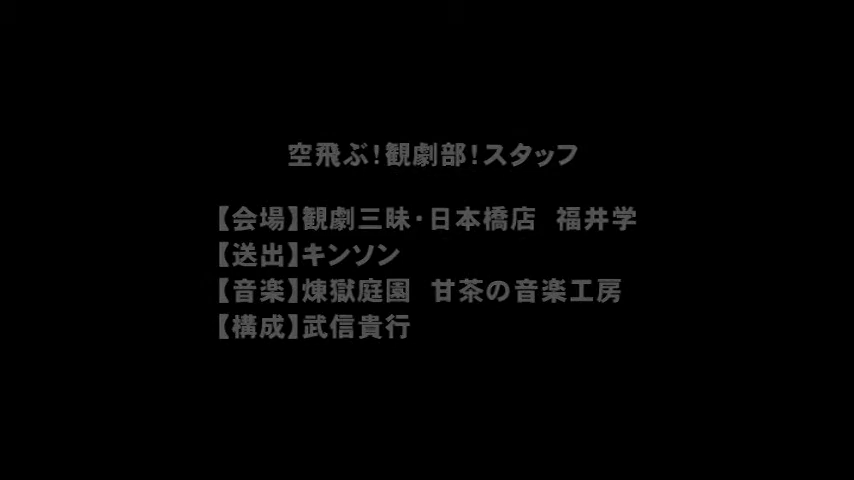 空飛ぶ!観劇部!スタッフ
【会場】観劇三昧・日本橋店 福井学
【送出】キンソン
【音楽】煉獄庭園 甘茶の音楽工房
【構成】武信貴行